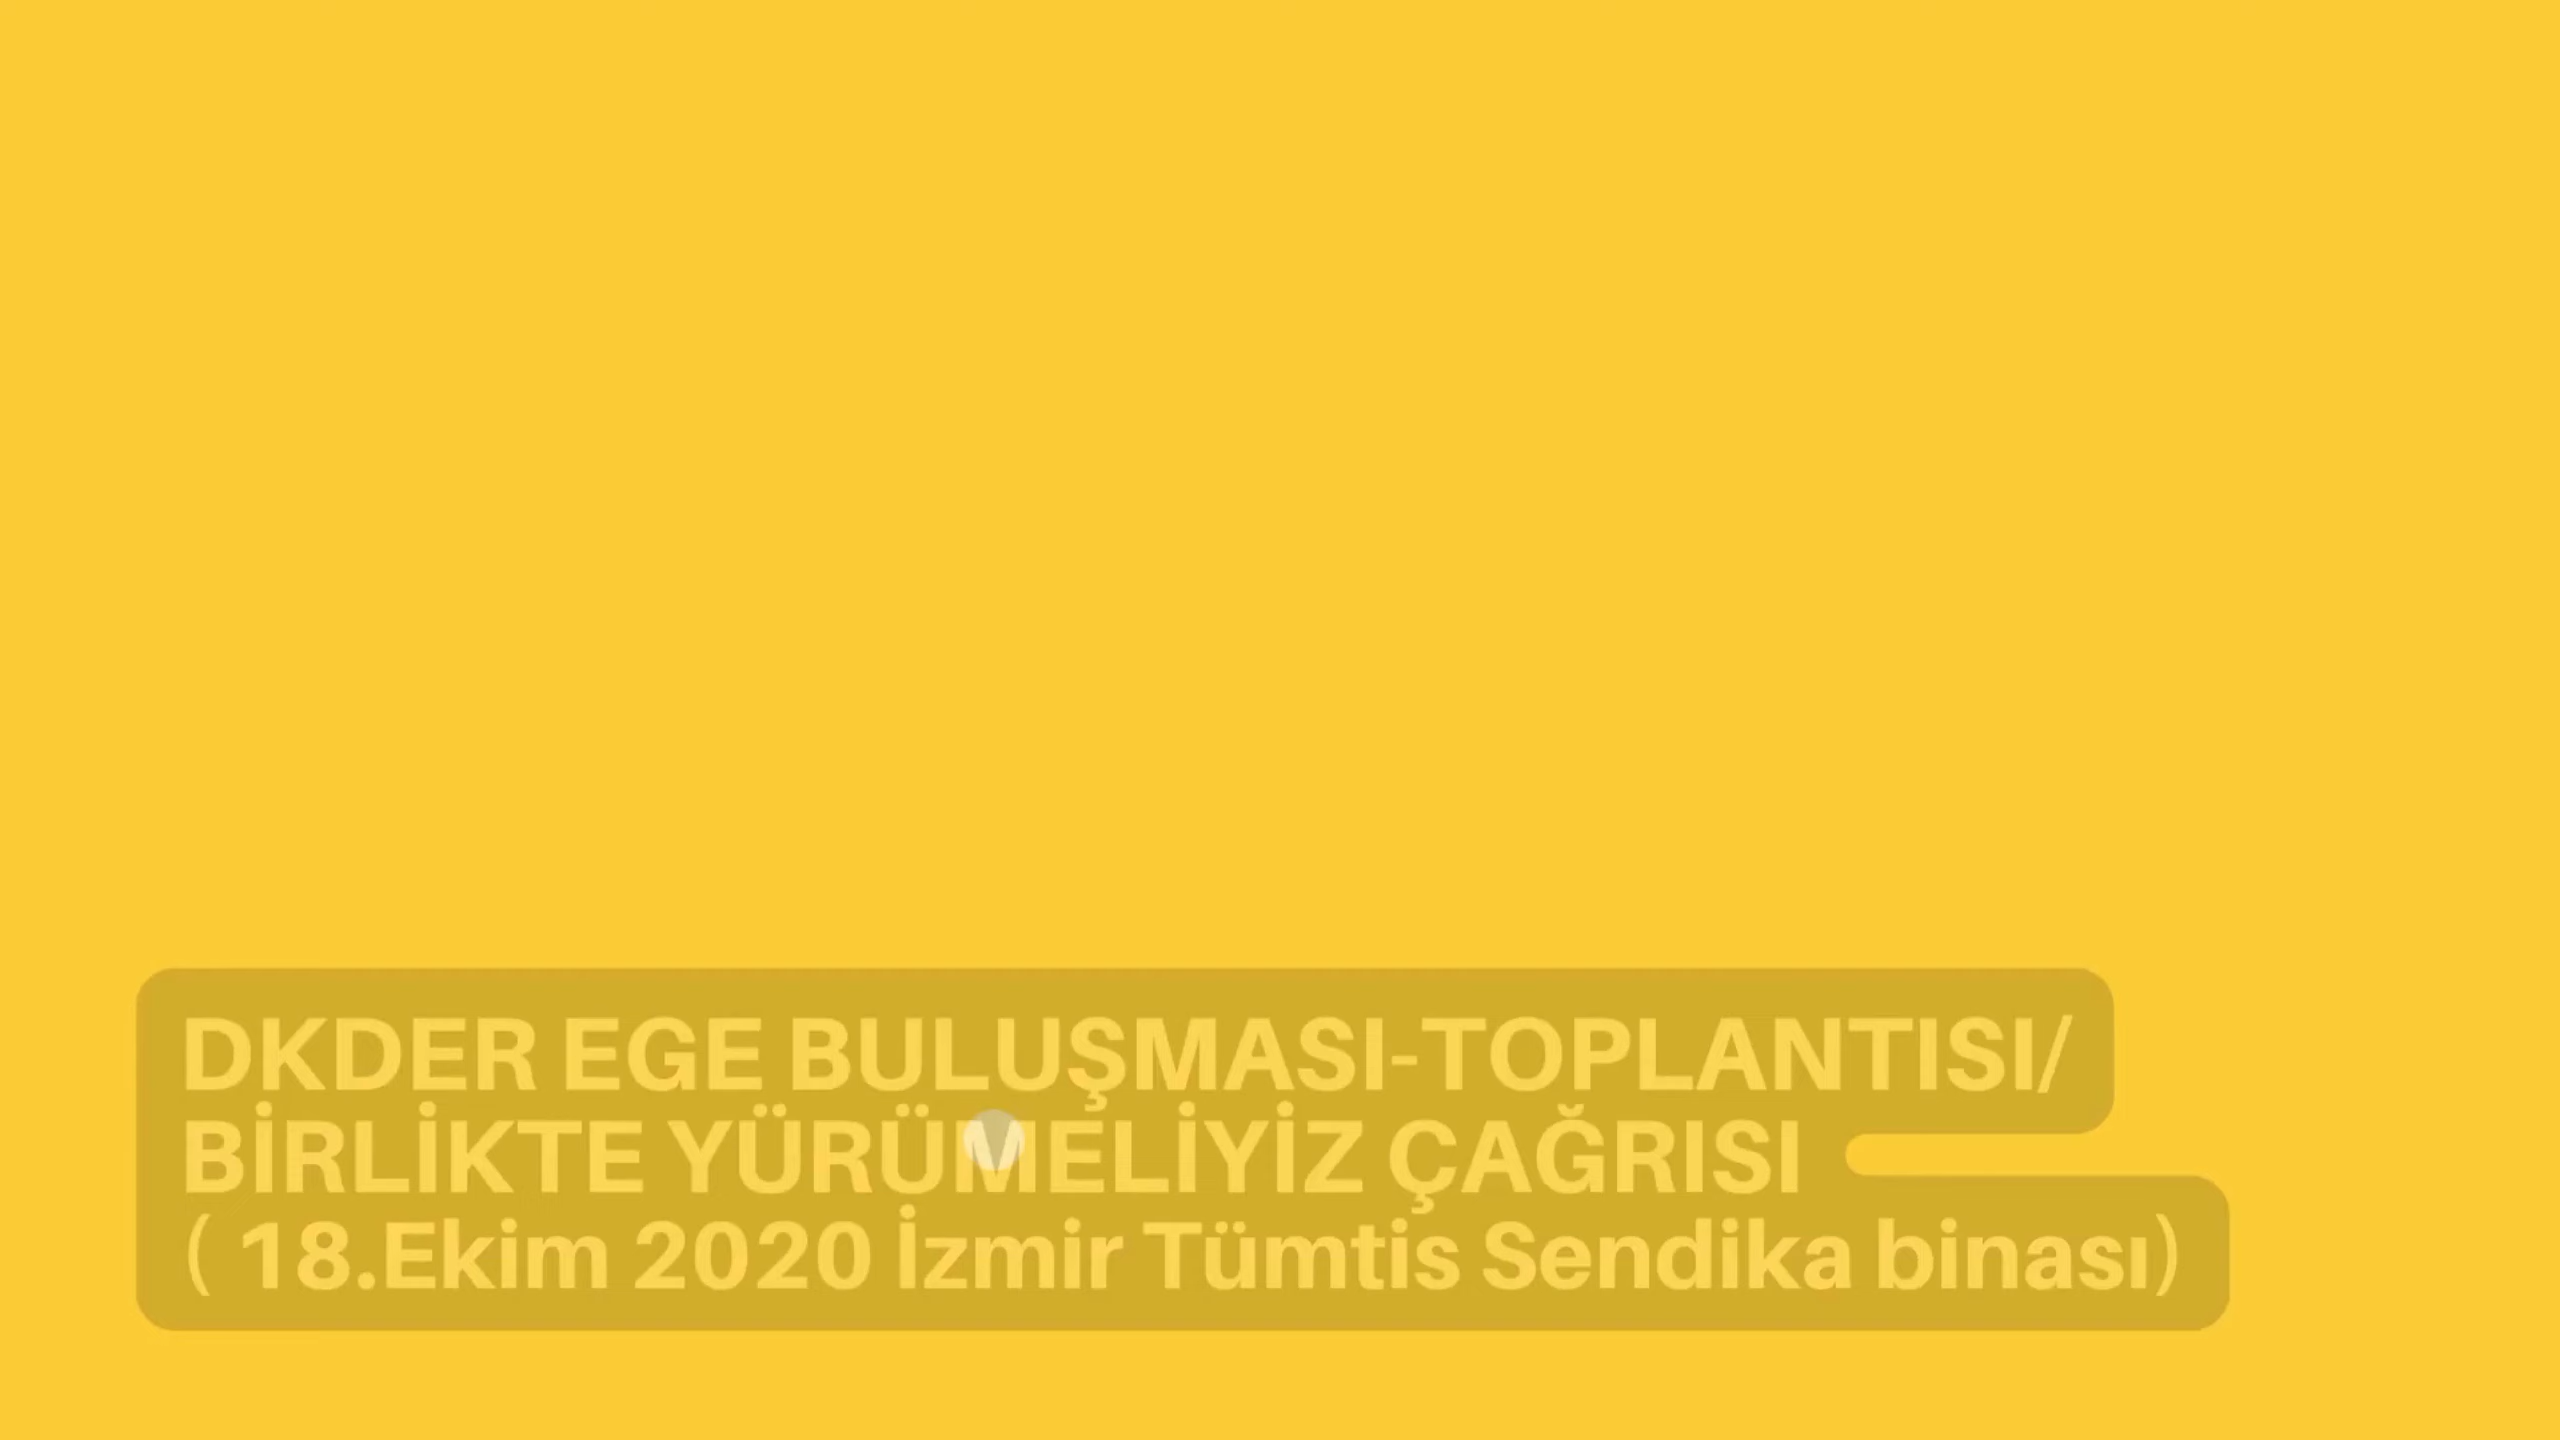 DKDER EGE BULUŞMASI-TOPLANTISI/
BİRLİKTE YÜRÜMELİYİZ ÇAĞRISI
( 18.Ekim 2020 İzmir Tümtis Sendika binası)